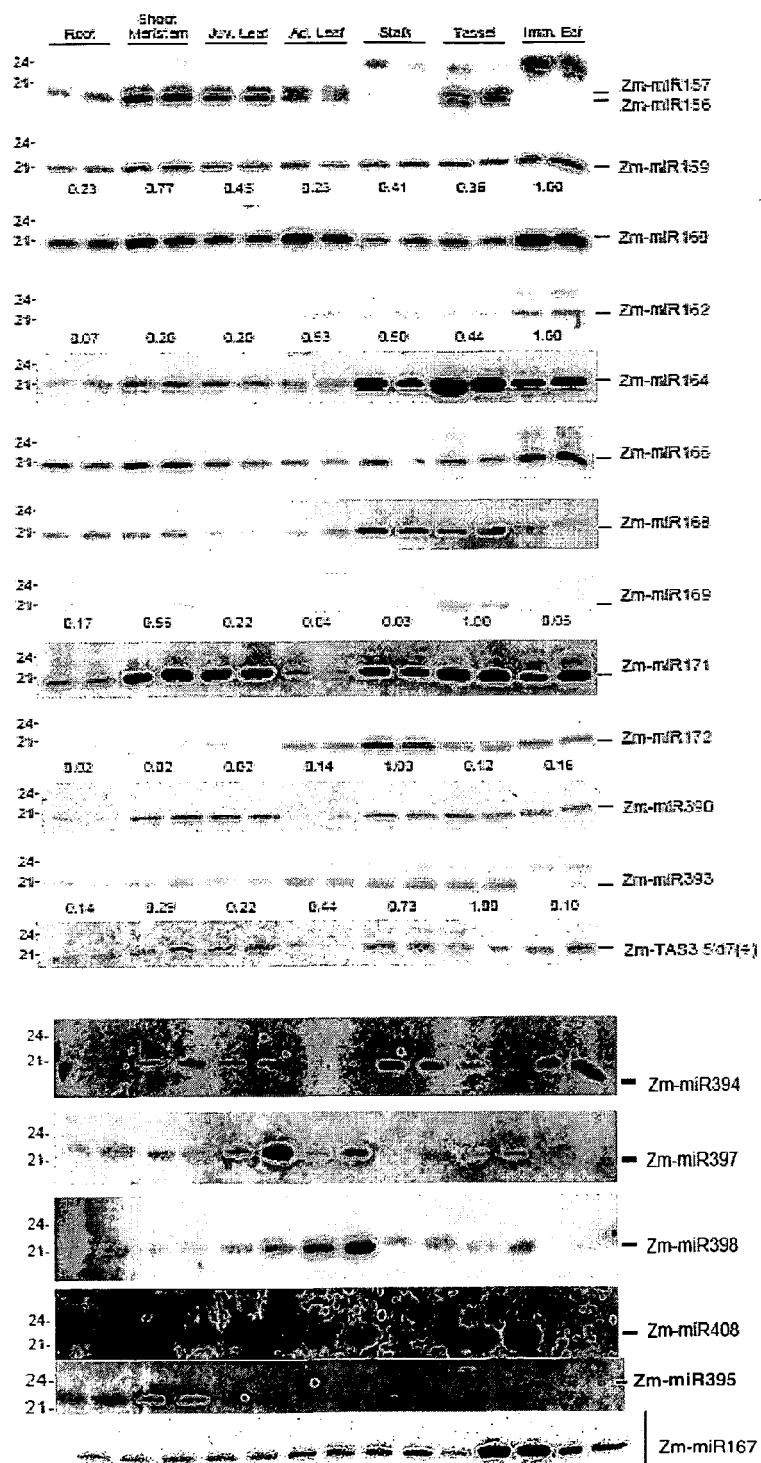 Shoot
Root Meristem Juv. Leaf Ad. Leaf Stalk Tassel Imm. Ear
24-
21-
Zm-miR157
Zm-miR156
24-
21-
Zm-miR159
0.23 0.77 0.45 0.23 0.41 0.36 1.00
24-
21-
Zm-miR160
24-
21-
Zm-miR162
0.07 0.20 0.20 0.53 0.50 0.44 1.00
24-
21-
Zm-miR164
24-
21-
Zm-miR166
24-
21-
Zm-miR168
24-
21-
Zm-miR169
0.17 0.56 0.22 0.04 0.03 1.00 0.05
24-
21-
Zm-miR171
24-
21-
Zm-miR172
0.02 0.02 0.02 0.14 1.00 0.12 0.16
24-
21-
Zm-miR390
24-
21-
Zm-miR393
0.14 0.29 0.22 0.44 0.73 1.00 0.10
24-
21-
Zm-TAS3 5'd7(+)
24-
21-
Zm-miR394
24-
21-
Zm-miR397
24-
21-
Zm-miR398
24-
21-
Zm-miR408
24-
21-
Zm-miR395
Zm-miR167